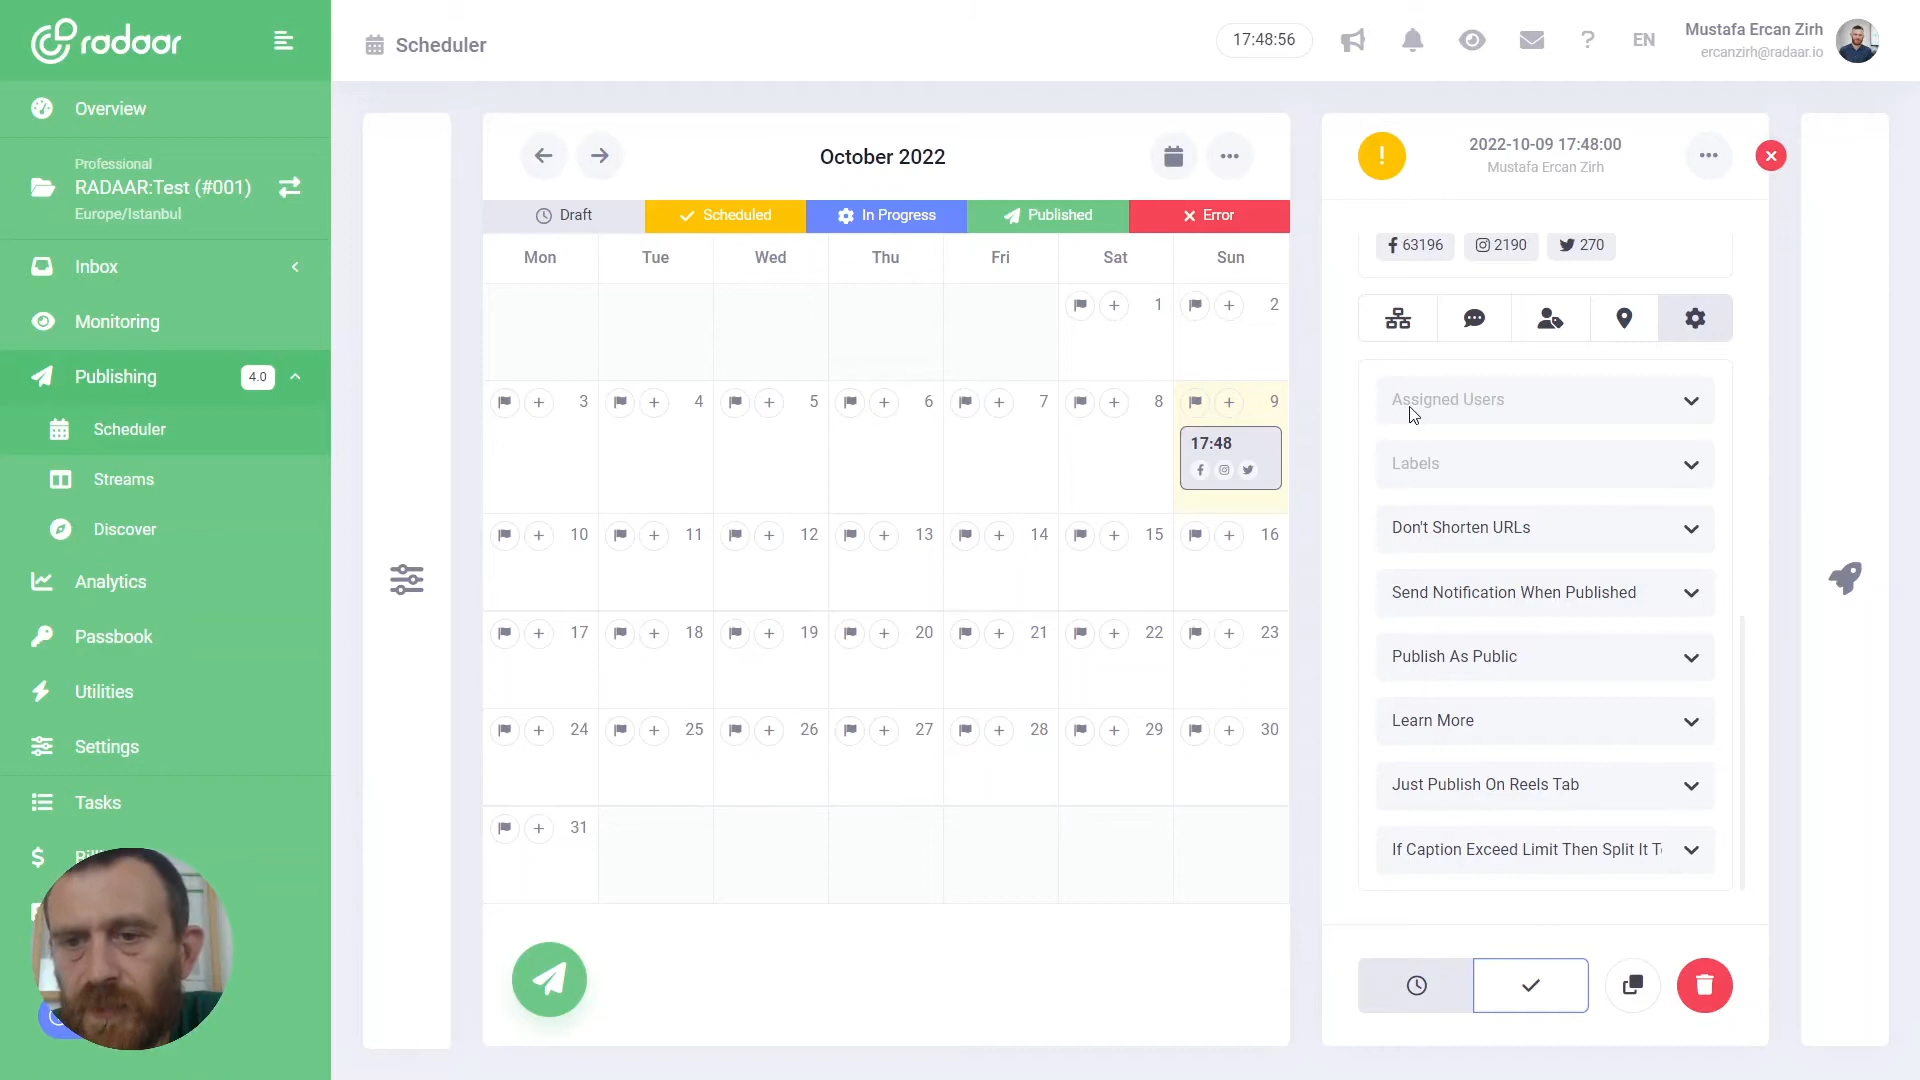 radaar
Scheduler
17:48:56
EN
Mustafa Ercan Zirh
ercanzirh@radaar.io
Overview
Professional
RADAAR:Test (#001)
Europe/Istanbul
Inbox
Monitoring
Publishing
4.0
Scheduler
Streams
Discover
Analytics
Passbook
Utilities
Settings
Tasks
October 2022
Draft
Scheduled
In Progress
Published
Error
Mon Tue Wed Thu Fri Sat Sun
1 2
3 4 5 6 7 8 9
17:48
10 11 12 13 14 15 16
17 18 19 20 21 22 23
24 25 26 27 28 29 30
31
2022-10-09 17:48:00
Mustafa Ercan Zirh
63196 2190 270
Assigned Users
Labels
Don't Shorten URLs
Send Notification When Published
Publish As Public
Learn More
Just Publish On Reels Tab
If Caption Exceed Limit Then Split It T